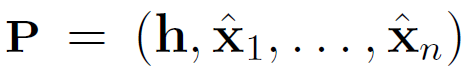 P = (h, x̂₁, . . . , x̂ₙ)